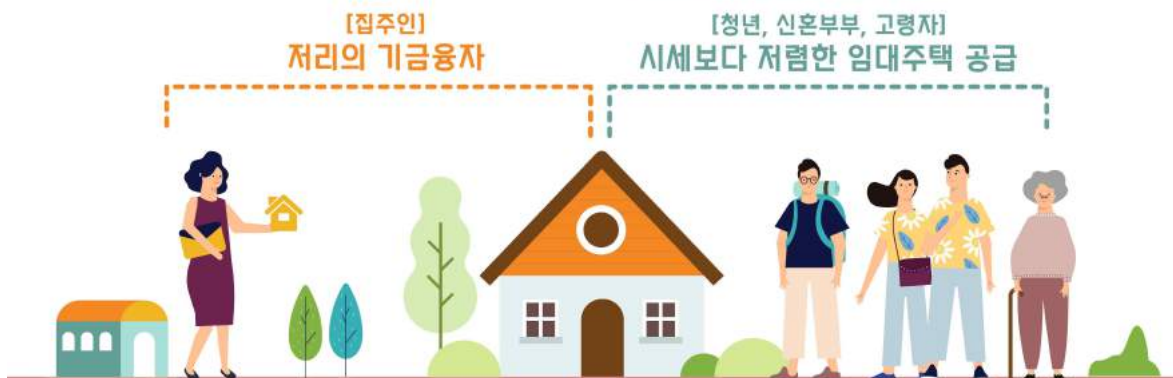 [집주인]
저리의 기금융자
[청년, 신혼부부, 고령자]
시세보다 저렴한 임대주택 공급